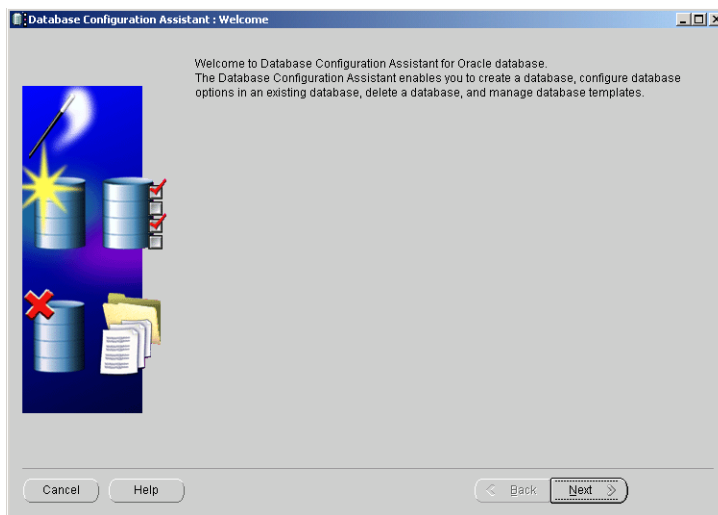 Database Configuration Assistant : Welcome
Welcome to Database Configuration Assistant for Oracle database.
The Database Configuration Assistant enables you to create a database, configure database
options in an existing database, delete a database, and manage database templates.
Cancel
Help
Back
Next